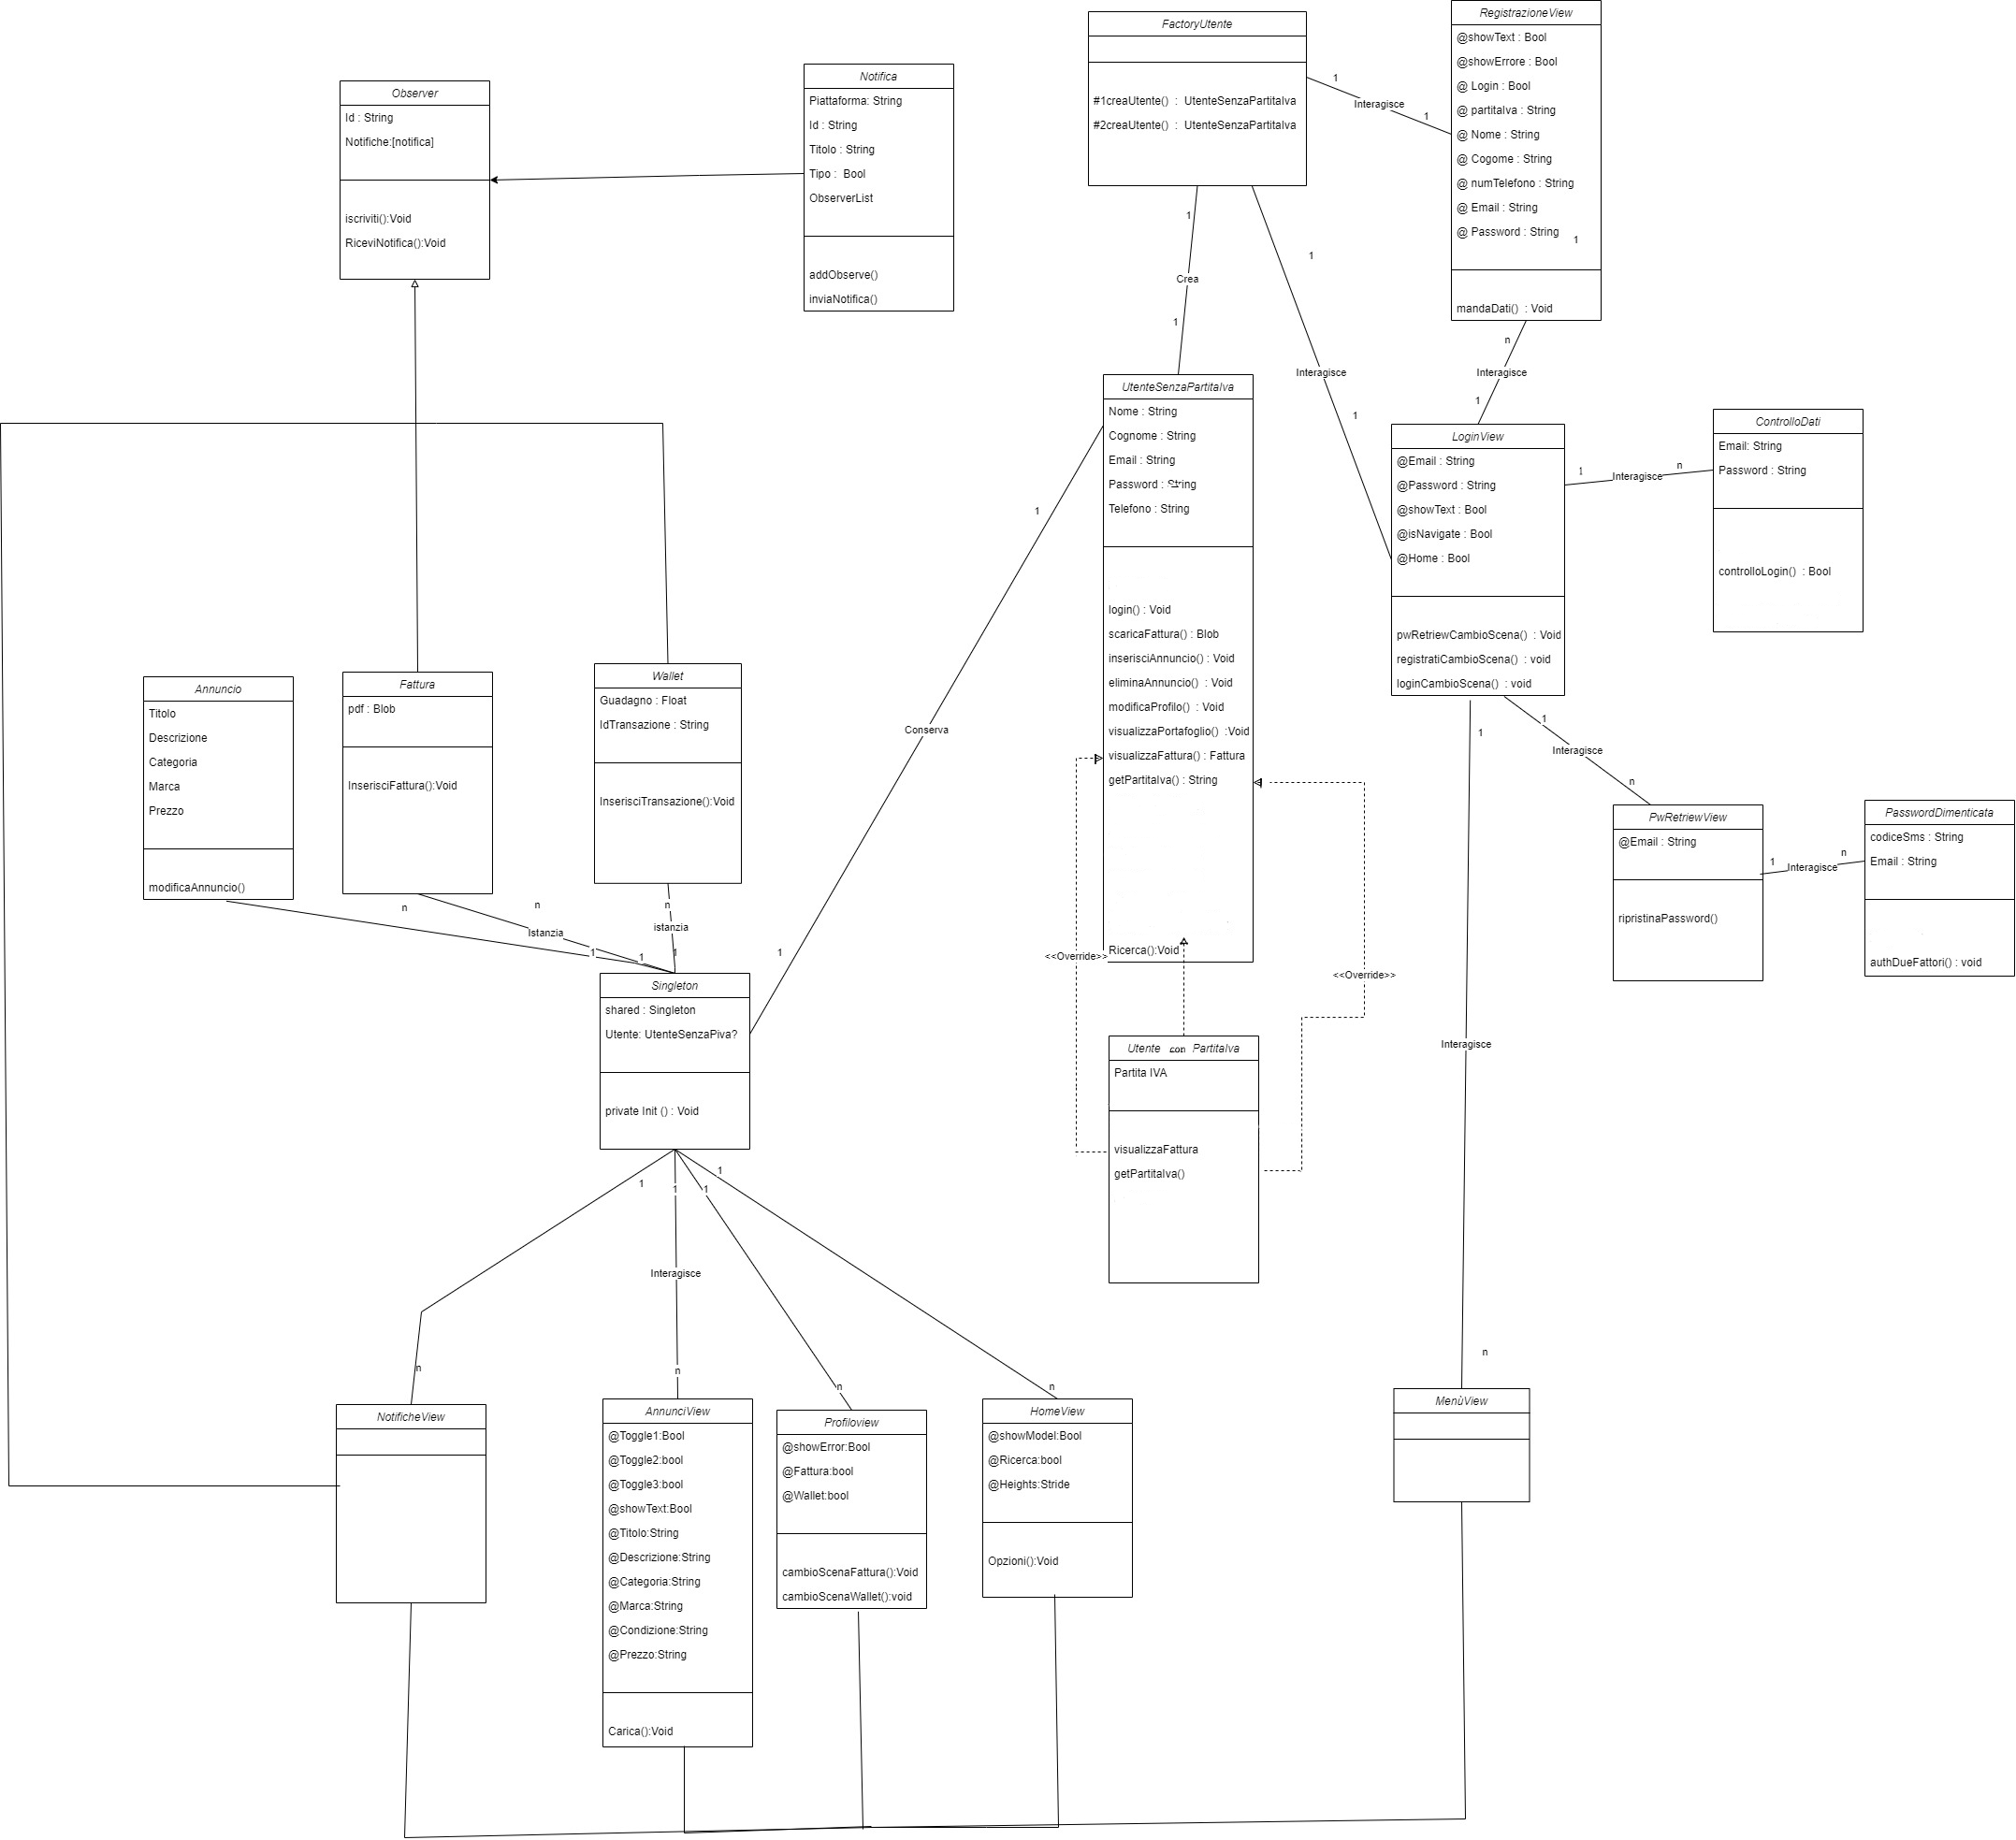 Observer
Id : String
Notifiche:[notifica]
iscriviti():Void
RiceviNotifica():Void
Notifica
Piattaforma: String
Id : String
Titolo : String
Tipo : Bool
ObserverList
addObserve()
inviaNotifica()
FactoryUtente
#1creaUtente() : UtenteSenzaPartitaIva
#2creaUtente() : UtenteSenzaPartitaIva
1
Interagisce
1
RegistrazioneView
@showText : Bool
@showErrore : Bool
@ Login : Bool
@ partitaIva : String
@ Nome : String
@ Cogome : String
@ numTelefono : String
@ Email : String
@ Password : String
1
mandaDati() : Void
1
Crea
1
1
Interagisce
1
n
Interagisce
1
UtenteSenzaPartitaIva
Nome : String
Cognome : String
Email : String
Password : String
Telefono : String
login() : Void
scaricaFattura() : Blob
inserisciAnnuncio() : Void
eliminaAnnuncio() : Void
modificaProfilo() : Void
visualizzaPortafoglio() :Void
visualizzaFattura() : Fattura
getPartitaIva() : String
Ricerca():Void
LoginView
@Email : String
@Password : String
@showText : Bool
@isNavigate : Bool
@Home : Bool
pwRetriewCambioScena() : Void
registratiCambioScena() : void
loginCambioScena() : void
1
Interagisce
n
ControlloDati
Email: String
Password : String
controlloLogin() : Bool
1
Interagisce
n
PwRetriewView
@Email : String
ripristinaPassword()
1
Interagisce
n
PasswordDimenticata
codiceSms : String
Email : String
authDueFattori() : void
1
Conserva
1
Annuncio
Titolo
Descrizione
Categoria
Marca
Prezzo
modificaAnnuncio()
Fattura
pdf : Blob
InserisciFattura():Void
Wallet
Guadagno : Float
IdTransazione : String
InserisciTransazione():Void
n
n
n
Istanzia
istanzia
1
1
1
Singleton
shared : Singleton
Utente: UtenteSenzaPiva?
private Init () : Void
<<Override>>
<<Override>>
Utente con PartitaIva
Partita IVA
visualizzaFattura
getPartitaIva()
1
Interagisce
n
1
1
1
1
Interagisce
n
n
n
n
NotificheView
AnnunciView
@Toggle1:Bool
@Toggle2:bool
@Toggle3:bool
@showText:Bool
@Titolo:String
@Descrizione:String
@Categoria:String
@Marca:String
@Condizione:String
@Prezzo:String
Carica():Void
Profiloview
@showError:Bool
@Fattura:bool
@Wallet:bool
cambioScenaFattura():Void
cambioScenaWallet():void
HomeView
@showModel:Bool
@Ricerca:bool
@Heights:Stride
Opzioni():Void
MenùView